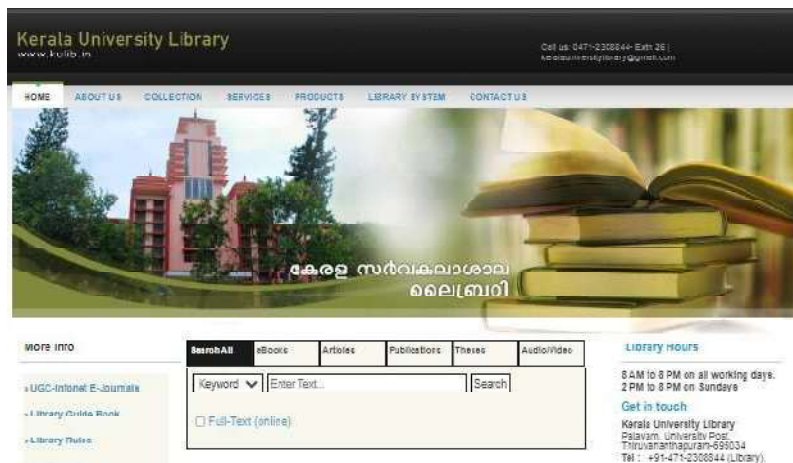 Kerala University Library
www.kulib.in
Call us: 0471-2308844- Extn 26 |
keralauniversitylibrary@gmail.com
HOME ABOUT US COLLECTION SERVICES PRODUCTS LIBRARY SYSTEM CONTACT US
കേരള സർവകലാശാല
ലൈബ്രറി
More Info
» UGC-Infonet E-Journals
» Library Guide Book
» Library Rules
Search All eBooks Articles Publications Theses Audio/Video
Keyword Enter Text... Search
Full-Text (online)
Library Hours
8 AM to 8 PM on all working days.
2 PM to 8 PM on Sundays
Get in touch
Kerala University Library
Palayam, University Post,
Thiruvananthapuram-695034
Tel : +91-471-2308844 (Library),